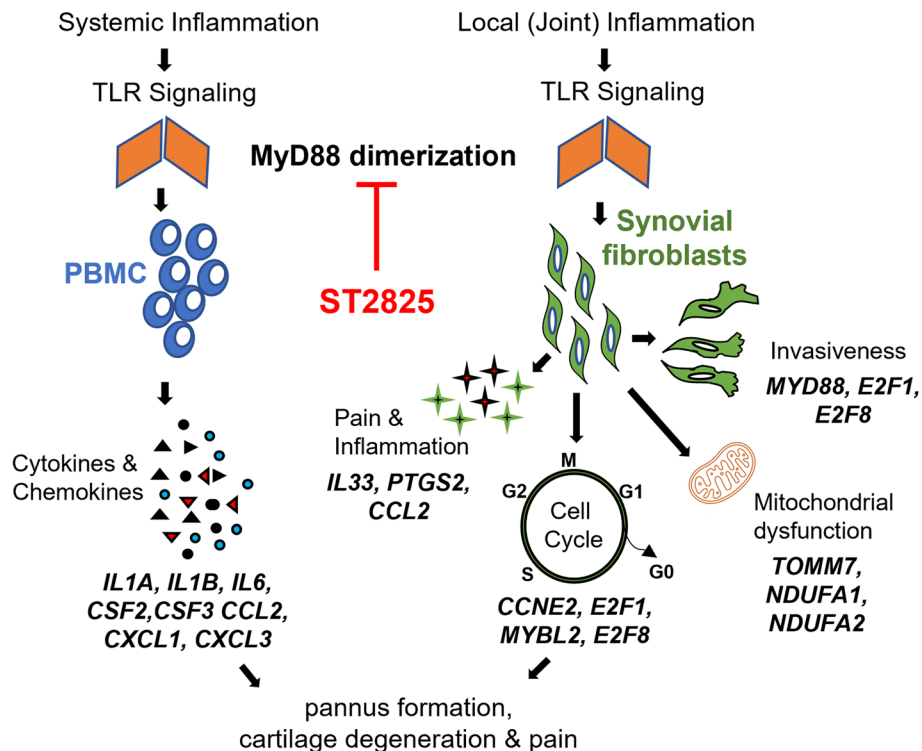 Systemic Inflammation
TLR Signaling
PBMC
Cytokines &
Chemokines
IL1A, IL1B, IL6,
CSF2,CSF3 CCL2,
CXCL1, CXCL3
MyD88 dimerization
ST2825
Local (Joint) Inflammation
TLR Signaling
Synovial
fibroblasts
Pain &
Inflammation
IL33, PTGS2,
CCL2
M
G2
G1
Cell
Cycle
S
G0
CCNE2, E2F1,
MYBL2, E2F8
Invasiveness
MYD88, E2F1,
E2F8
Mitochondrial
dysfunction
TOMM7,
NDUFA1,
NDUFA2
pannus formation,
cartilage degeneration & pain